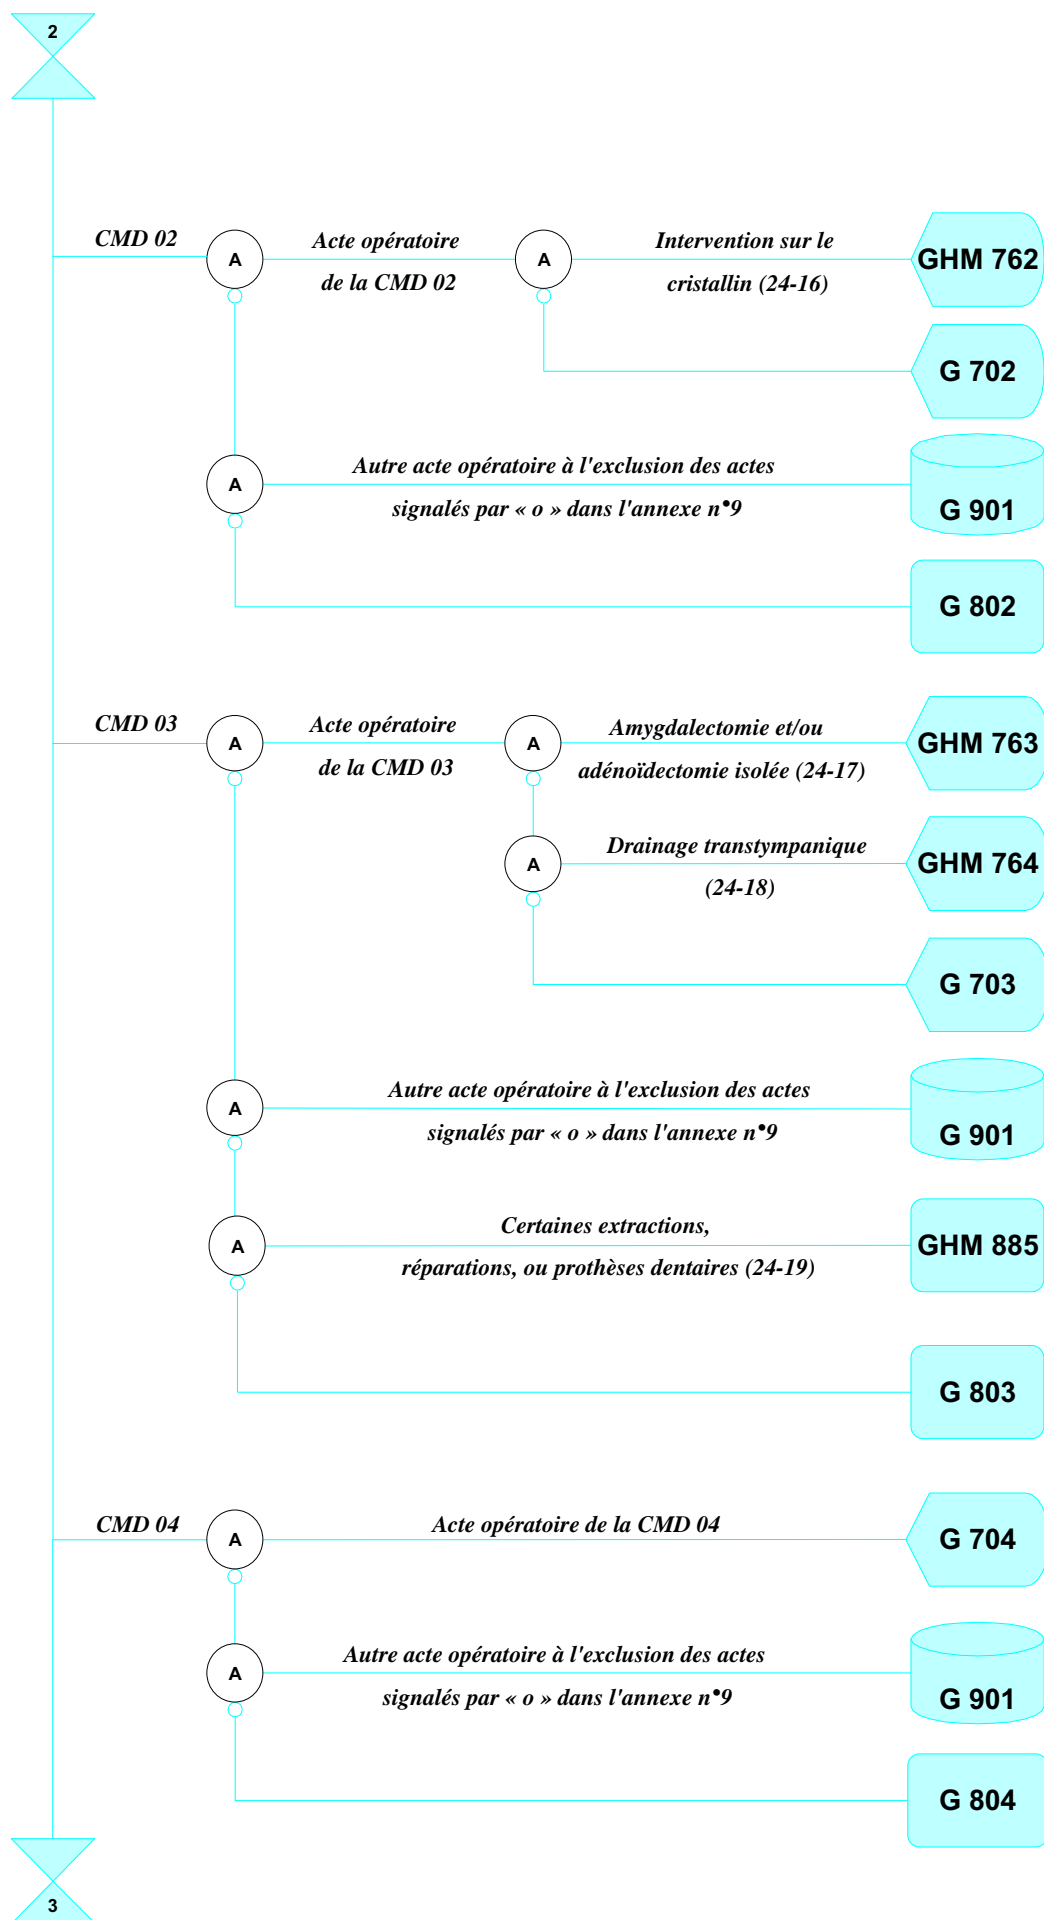 2
CMD 02
A
Acte opératoire
de la CMD 02
A
Intervention sur le
cristallin (24-16)
GHM 762
G 702
A
Autre acte opératoire à l'exclusion des actes
signalés par « o » dans l'annexe n°9
G 901
G 802
CMD 03
A
Acte opératoire
de la CMD 03
A
Amygdalectomie et/ou
adénoïdectomie isolée (24-17)
GHM 763
A
Drainage transtympanique
(24-18)
GHM 764
G 703
A
Autre acte opératoire à l'exclusion des actes
signalés par « o » dans l'annexe n°9
G 901
A
Certaines extractions,
réparations, ou prothèses dentaires (24-19)
GHM 885
G 803
CMD 04
A
Acte opératoire de la CMD 04
G 704
A
Autre acte opératoire à l'exclusion des actes
signalés par « o » dans l'annexe n°9
G 901
G 804
3